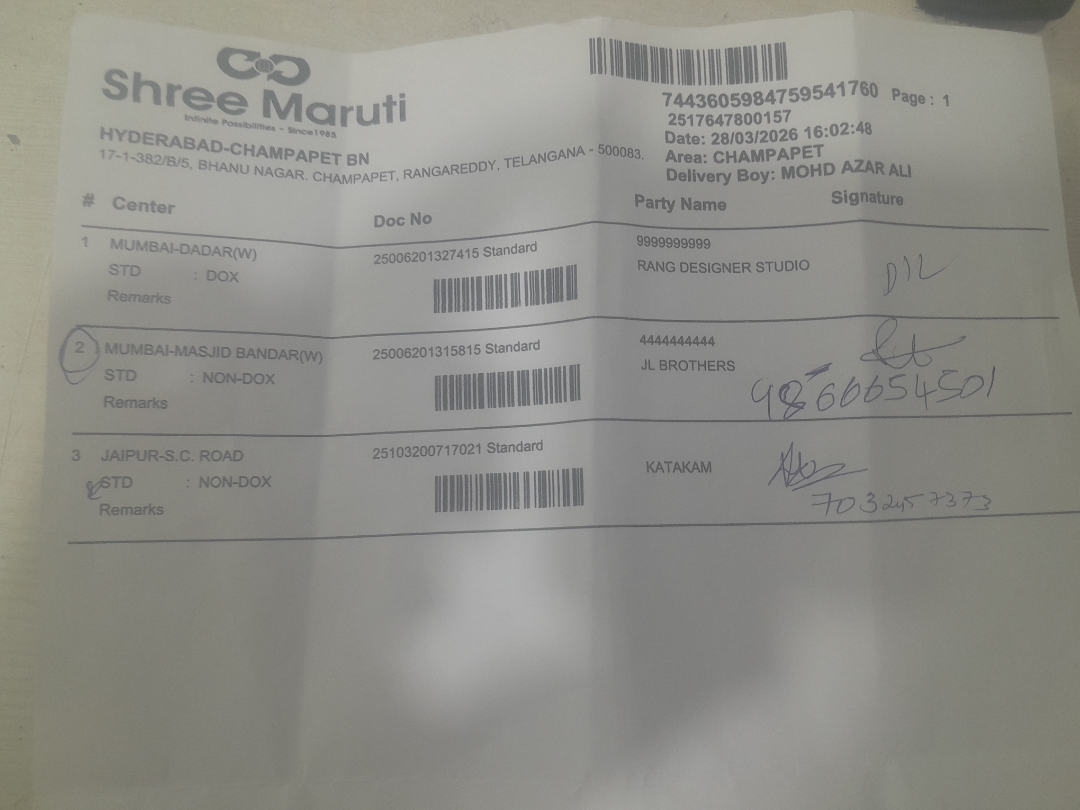 Shree Maruti
Infinite Possibilities - Since1985
HYDERABAD-CHAMPAPET BN
17-1-382/B/5, BHANU NAGAR. CHAMPAPET, RANGAREDDY, TELANGANA - 500083.
7443605984759541760 Page : 1
2517647800157
Date: 28/03/2026 16:02:48
Area: CHAMPAPET
Delivery Boy: MOHD AZAR ALI
# Center Doc No Party Name Signature
1 MUMBAI-DADAR(W) 25006201327415 Standard 9999999999
STD : DOX RANG DESIGNER STUDIO
Remarks
2 MUMBAI-MASJID BANDAR(W) 25006201315815 Standard 4444444444
STD : NON-DOX JL BROTHERS
Remarks 9866654501
3 JAIPUR-S.C. ROAD 25103200717021 Standard KATAKAM
STD : NON-DOX
Remarks